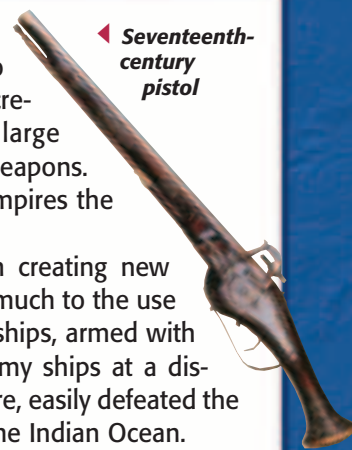 Seventeenth-
century
pistol
re-
large
eapons.
mpires the
n creating new
much to the use
ships, armed with
my ships at a dis-
re, easily defeated the
he Indian Ocean.